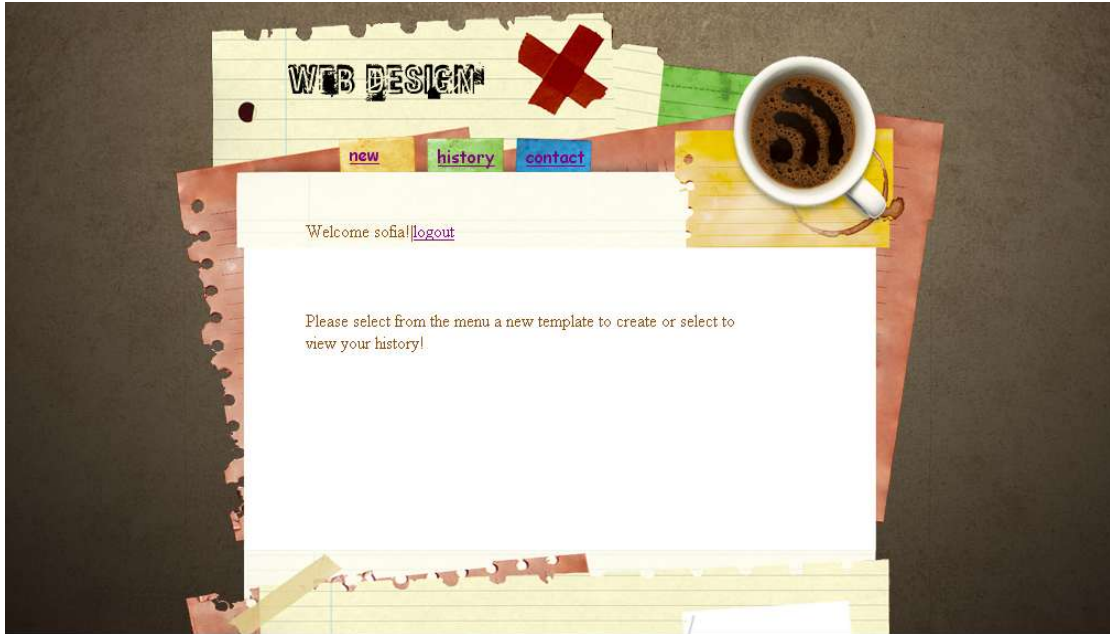 WEB DESIGN
new history contact
Welcome sofia!|logout
Please select from the menu a new template to create or select to
view your history!